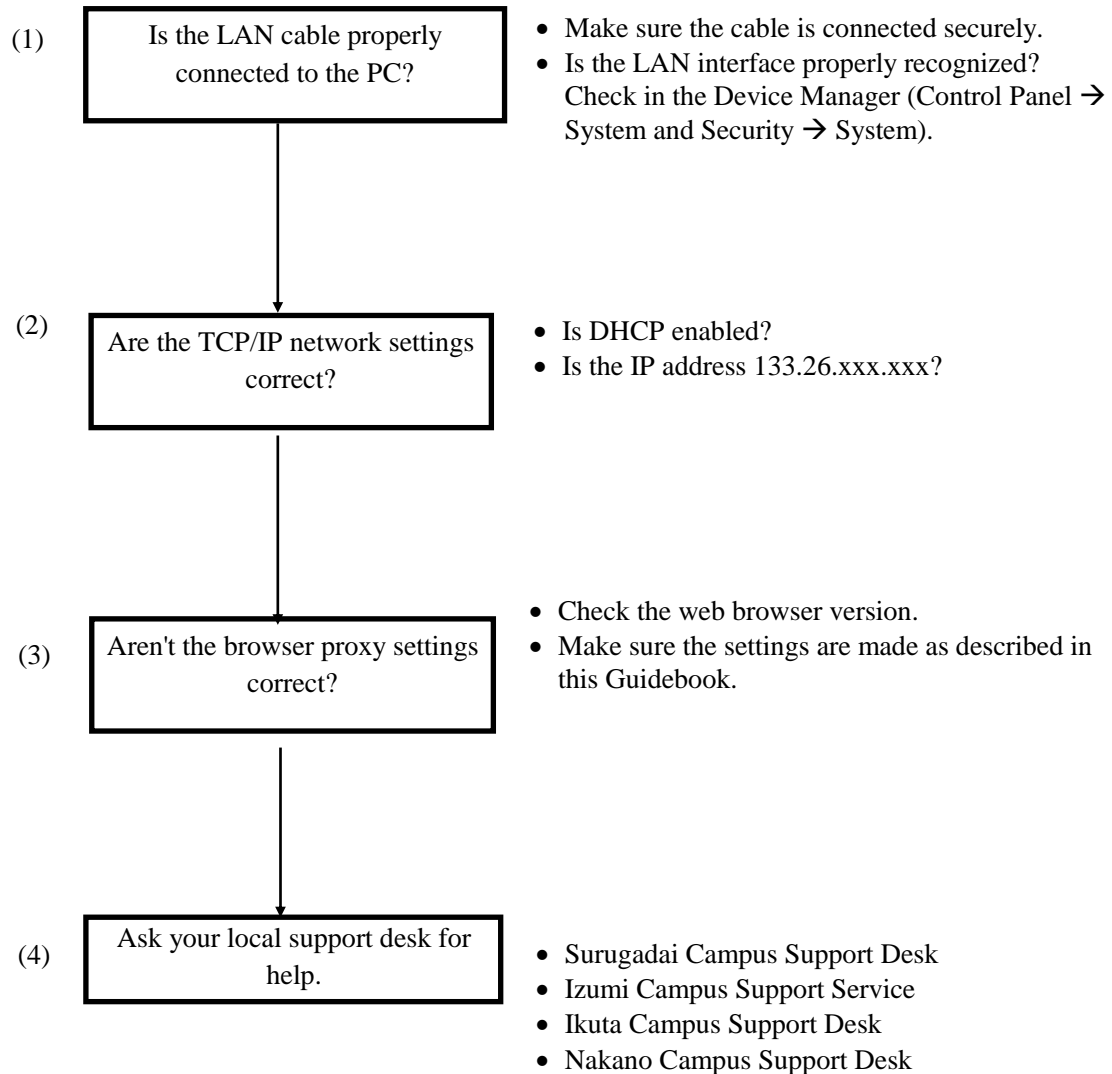 (1)
Is the LAN cable properly
connected to the PC?
• Make sure the cable is connected securely.
• Is the LAN interface properly recognized?
Check in the Device Manager (Control Panel →
System and Security → System).
(2)
Are the TCP/IP network settings
correct?
• Is DHCP enabled?
• Is the IP address 133.26.xxx.xxx?
(3)
Aren't the browser proxy settings
correct?
• Check the web browser version.
• Make sure the settings are made as described in
this Guidebook.
(4)
Ask your local support desk for
help.
• Surugadai Campus Support Desk
• Izumi Campus Support Service
• Ikuta Campus Support Desk
• Nakano Campus Support Desk